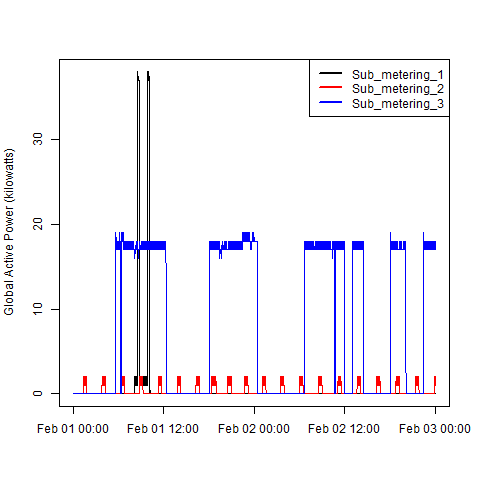 Sub_metering_1
Sub_metering_2
Sub_metering_3
Global Active Power (kilowatts)
30
20
10
0
Feb 01 00:00 Feb 01 12:00 Feb 02 00:00 Feb 02 12:00 Feb 03 00:00